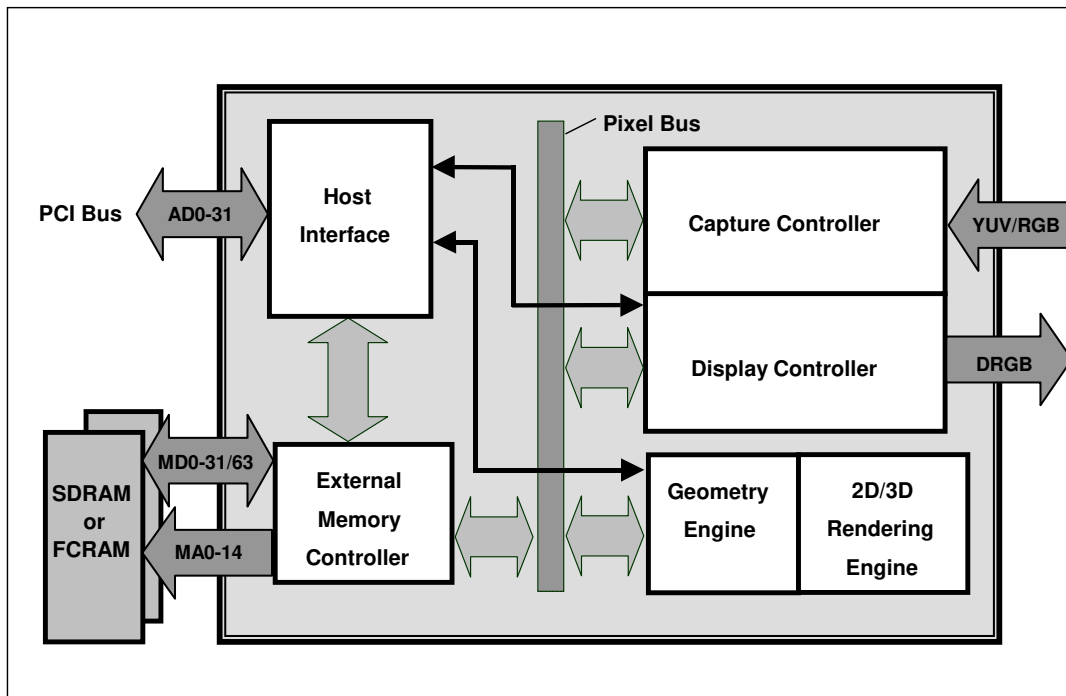 Pixel Bus
Host
Interface
PCI Bus
AD0-31
Capture Controller
YUV/RGB
Display Controller
DRGB
SDRAM
or
FCRAM
MD0-31/63
MA0-14
External
Memory
Controller
Geometry
Engine
2D/3D
Rendering
Engine